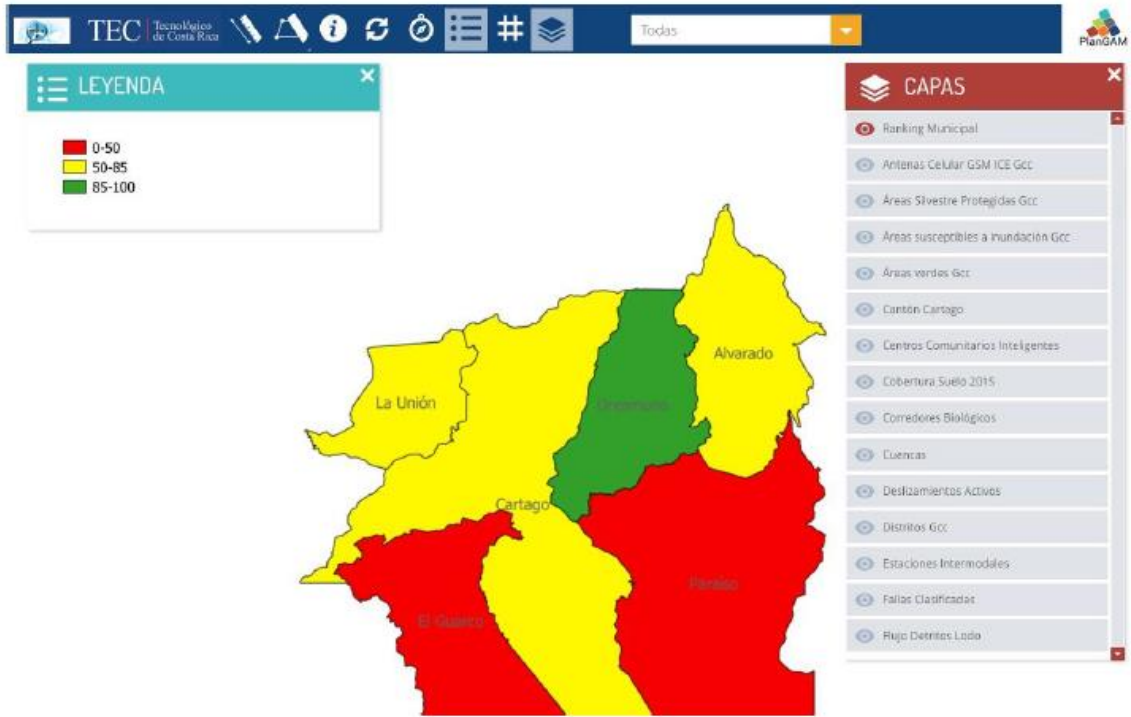 TEC Tecnológico
de Costa Rica
Todas
PlanGAM
LEYENDA
0-50
50-85
85-100
CAPAS
Ranking Municipal
Antenas Celular GSM ICE Gcc
Áreas Silvestre Protegidas Gcc
Áreas susceptibles a inundación Gcc
Áreas verdes Gcc
Cantón Cartago
Centros Comunitarios Inteligentes
Cobertura Suelo 2015
Corredores Biológicos
Cuencas
Deslizamientos Activos
Distritos Gcc
Estaciones Intermodales
Fallas Clasificadas
Flujo Detritos Lodo
Alvarado
La Unión
Oreamuno
Cartago
Paraíso
El Guarco